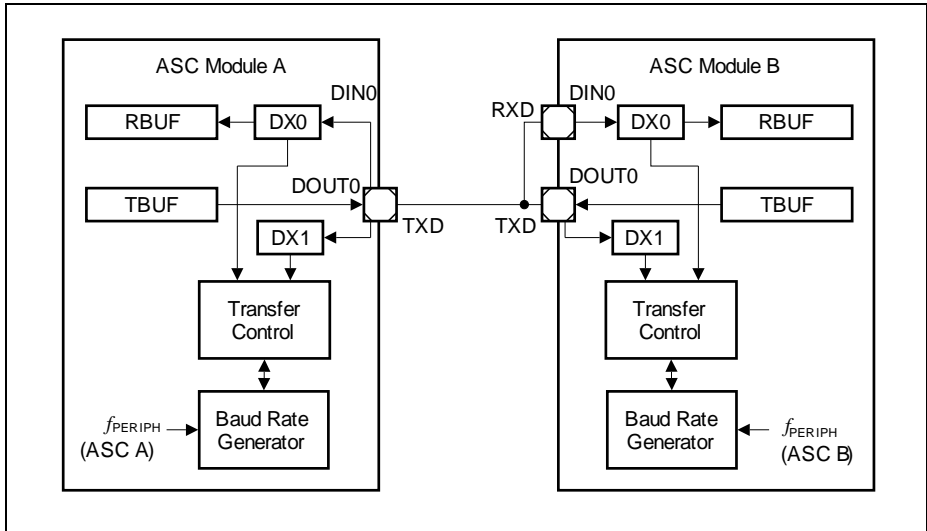 ASC Module A
DIN0
RBUF
DX0
DOUT0
TBUF
TXD
DX1
Transfer
Control
Baud Rate
Generator
fPERIPH
(ASC A)
ASC Module B
RXD
DIN0
DX0
RBUF
DOUT0
TXD
TBUF
DX1
Transfer
Control
Baud Rate
Generator
fPERIPH
(ASC B)